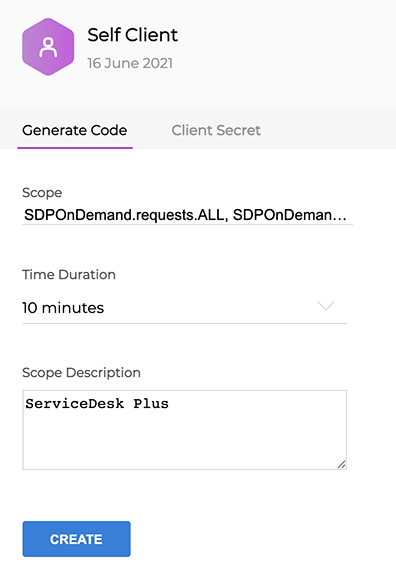 Self Client
16 June 2021
Generate Code Client Secret
Scope
SDPOnDemand.requests.ALL, SDPOnDeman...
Time Duration
10 minutes
Scope Description
ServiceDesk Plus
CREATE